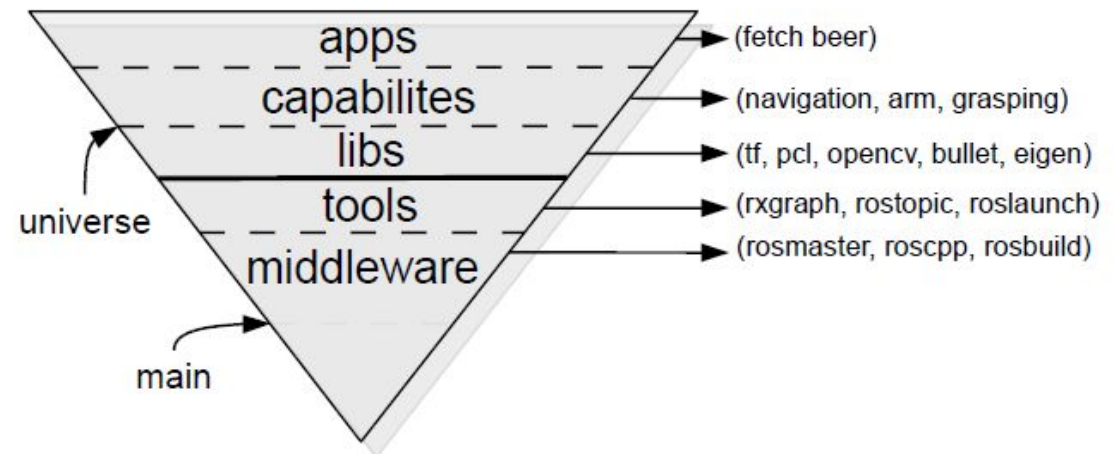 apps
(fetch beer)
capabilites
(navigation, arm, grasping)
libs
(tf, pcl, opencv, bullet, eigen)
universe
tools
(rxgraph, rostopic, roslaunch)
middleware
(rosmaster, roscpp, rosbuild)
main